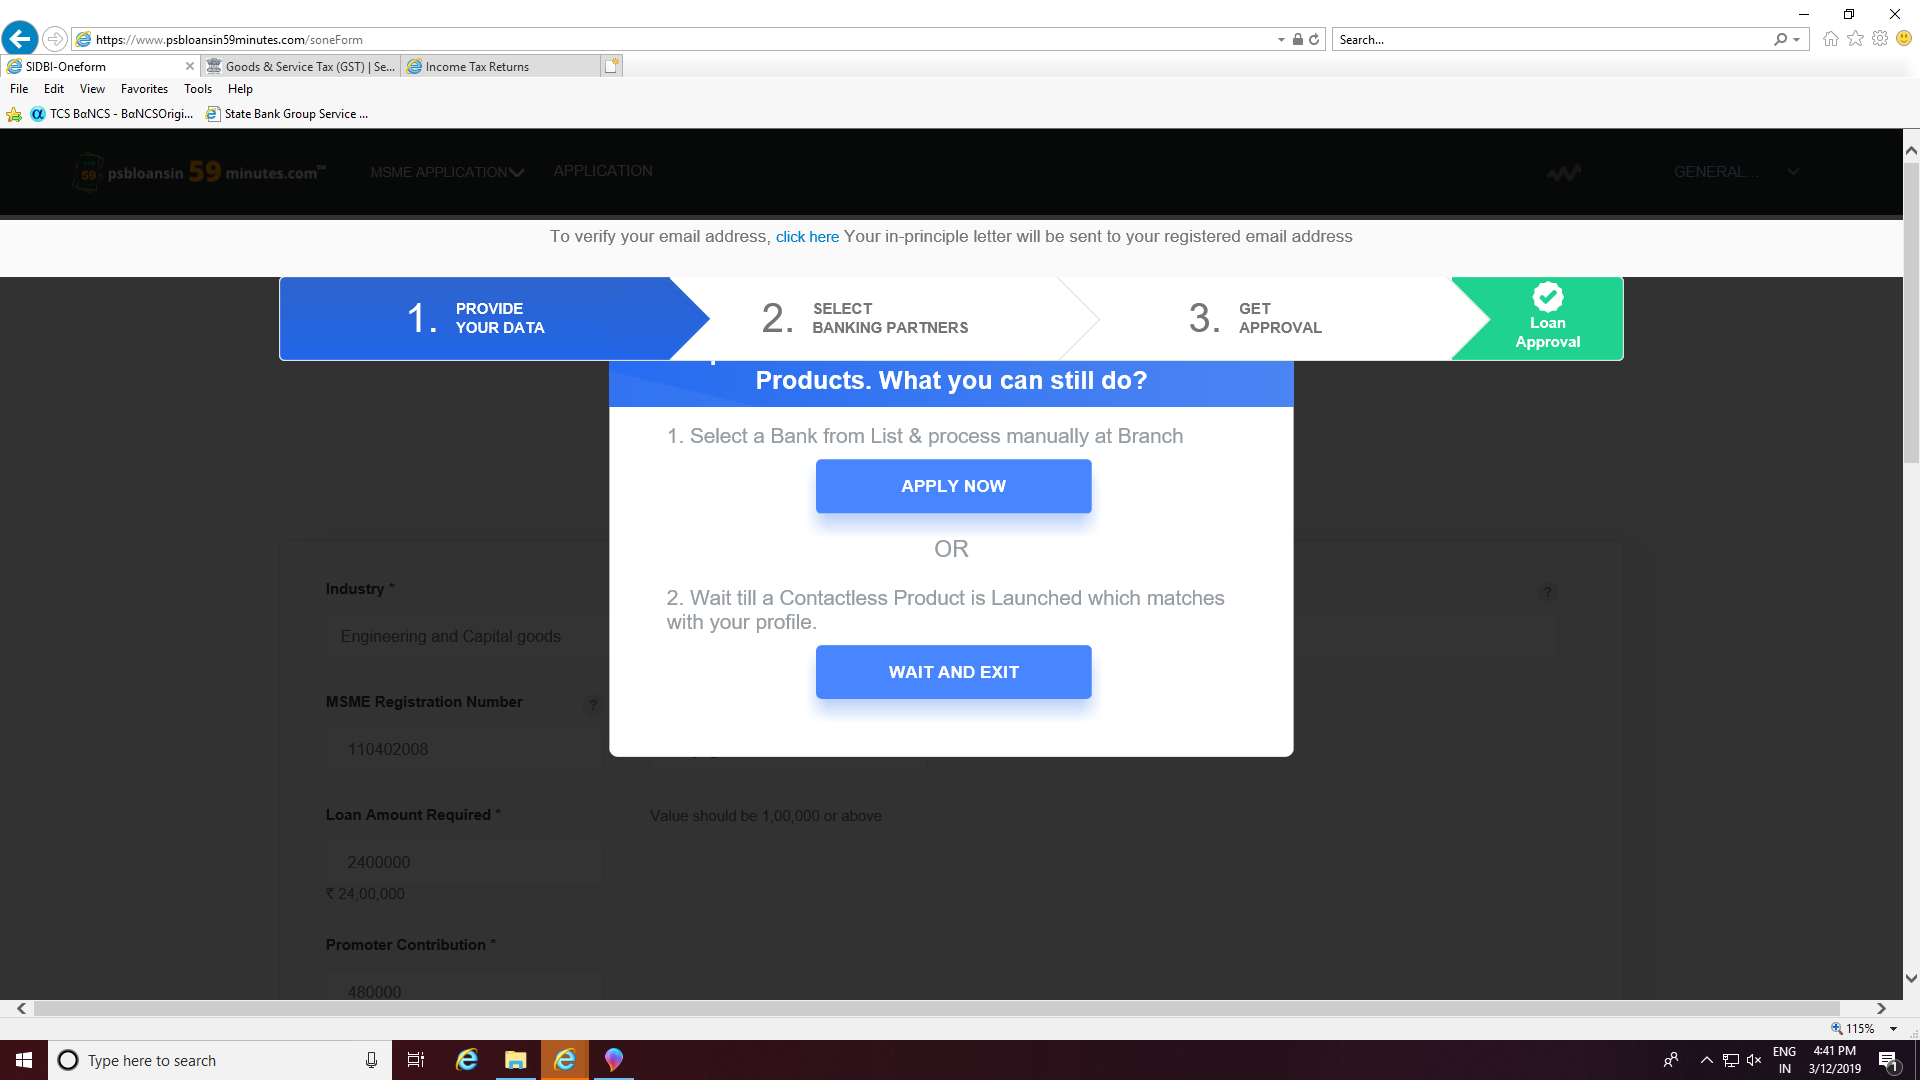 https://www.psbloansin59minutes.com/soneForm
Search...
SIDBI-Oneform
Goods & Service Tax (GST) | Se...
Income Tax Returns
File Edit View Favorites Tools Help
TCS BαNCS - BαNCSOrigi...
State Bank Group Service ...
psbloansin 59 minutes.com™
MSME APPLICATION
APPLICATION
GENERAL...
To verify your email address, click here Your in-principle letter will be sent to your registered email address
1. PROVIDE
YOUR DATA
2. SELECT
BANKING PARTNERS
3. GET
APPROVAL
Loan
Approval
Products. What you can still do?
1. Select a Bank from List & process manually at Branch
APPLY NOW
OR
2. Wait till a Contactless Product is Launched which matches
with your profile.
WAIT AND EXIT
Industry *
?
Engineering and Capital goods
MSME Registration Number
?
110402008
Loan Amount Required *
Value should be 1,00,000 or above
2400000
₹ 24,00,000
Promoter Contribution *
480000
115%
Type here to search
ENG
IN
4:41 PM
3/12/2019
1